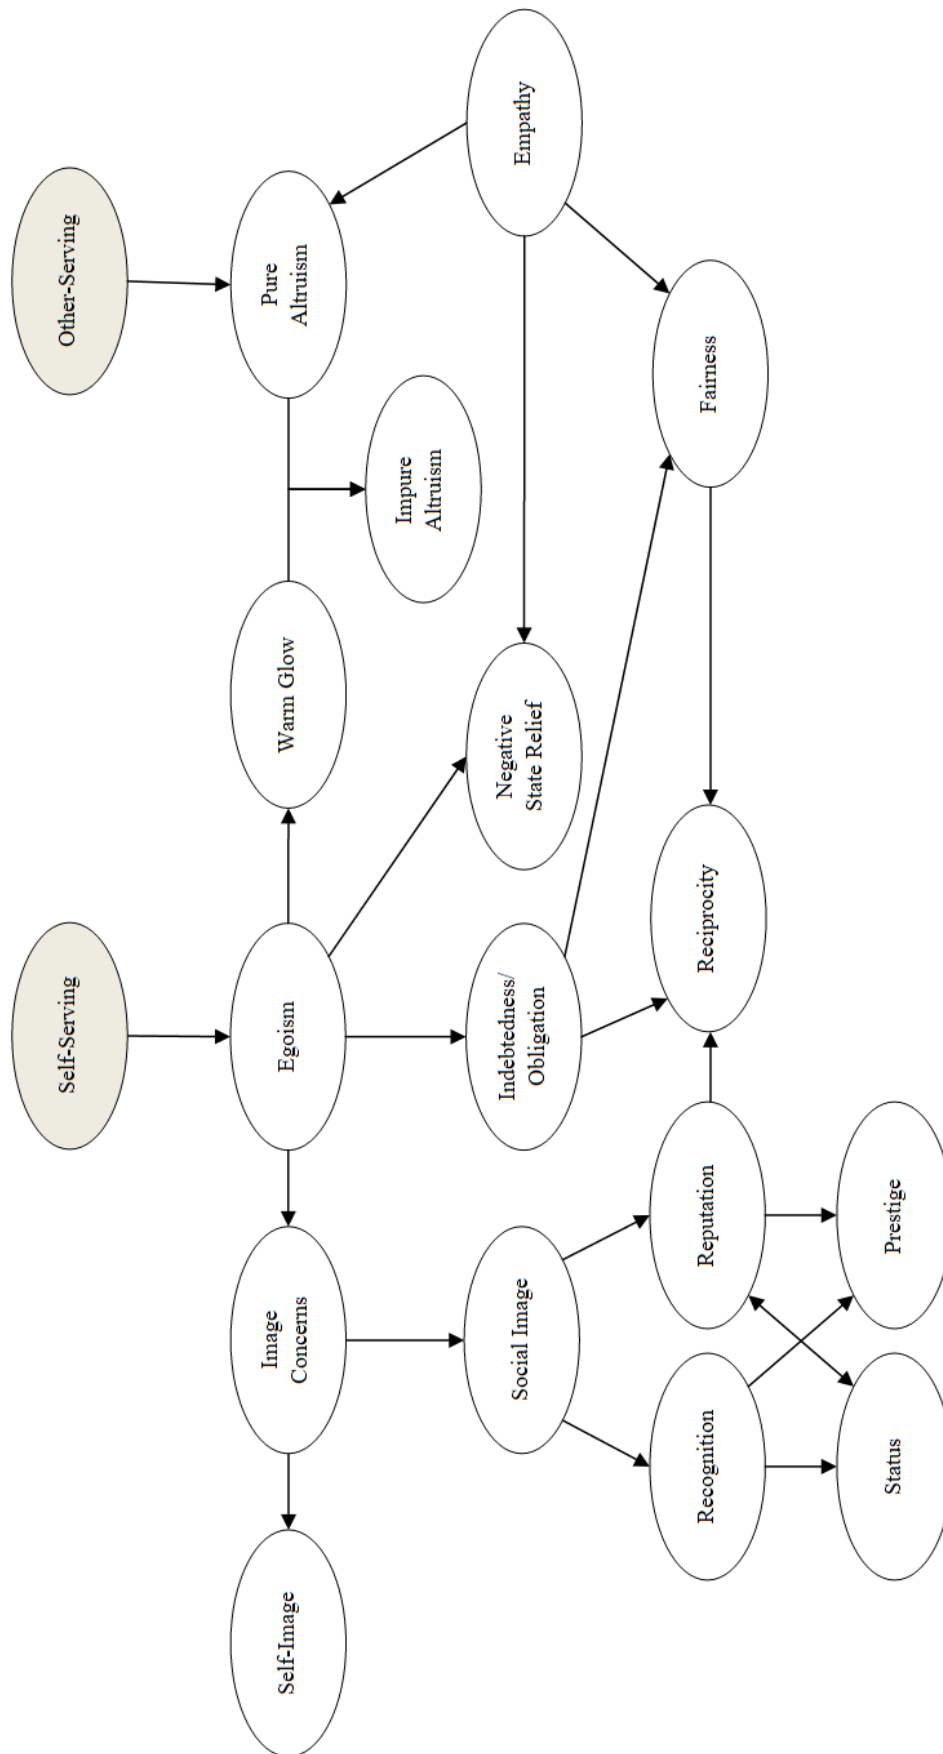 Self-Serving
Other-Serving
Self-Image
Image
Concerns
Egoism
Warm Glow
Pure
Altruism
Impure
Altruism
Social Image
Indebtedness/
Obligation
Negative
State Relief
Empathy
Recognition
Reputation
Reciprocity
Fairness
Status
Prestige